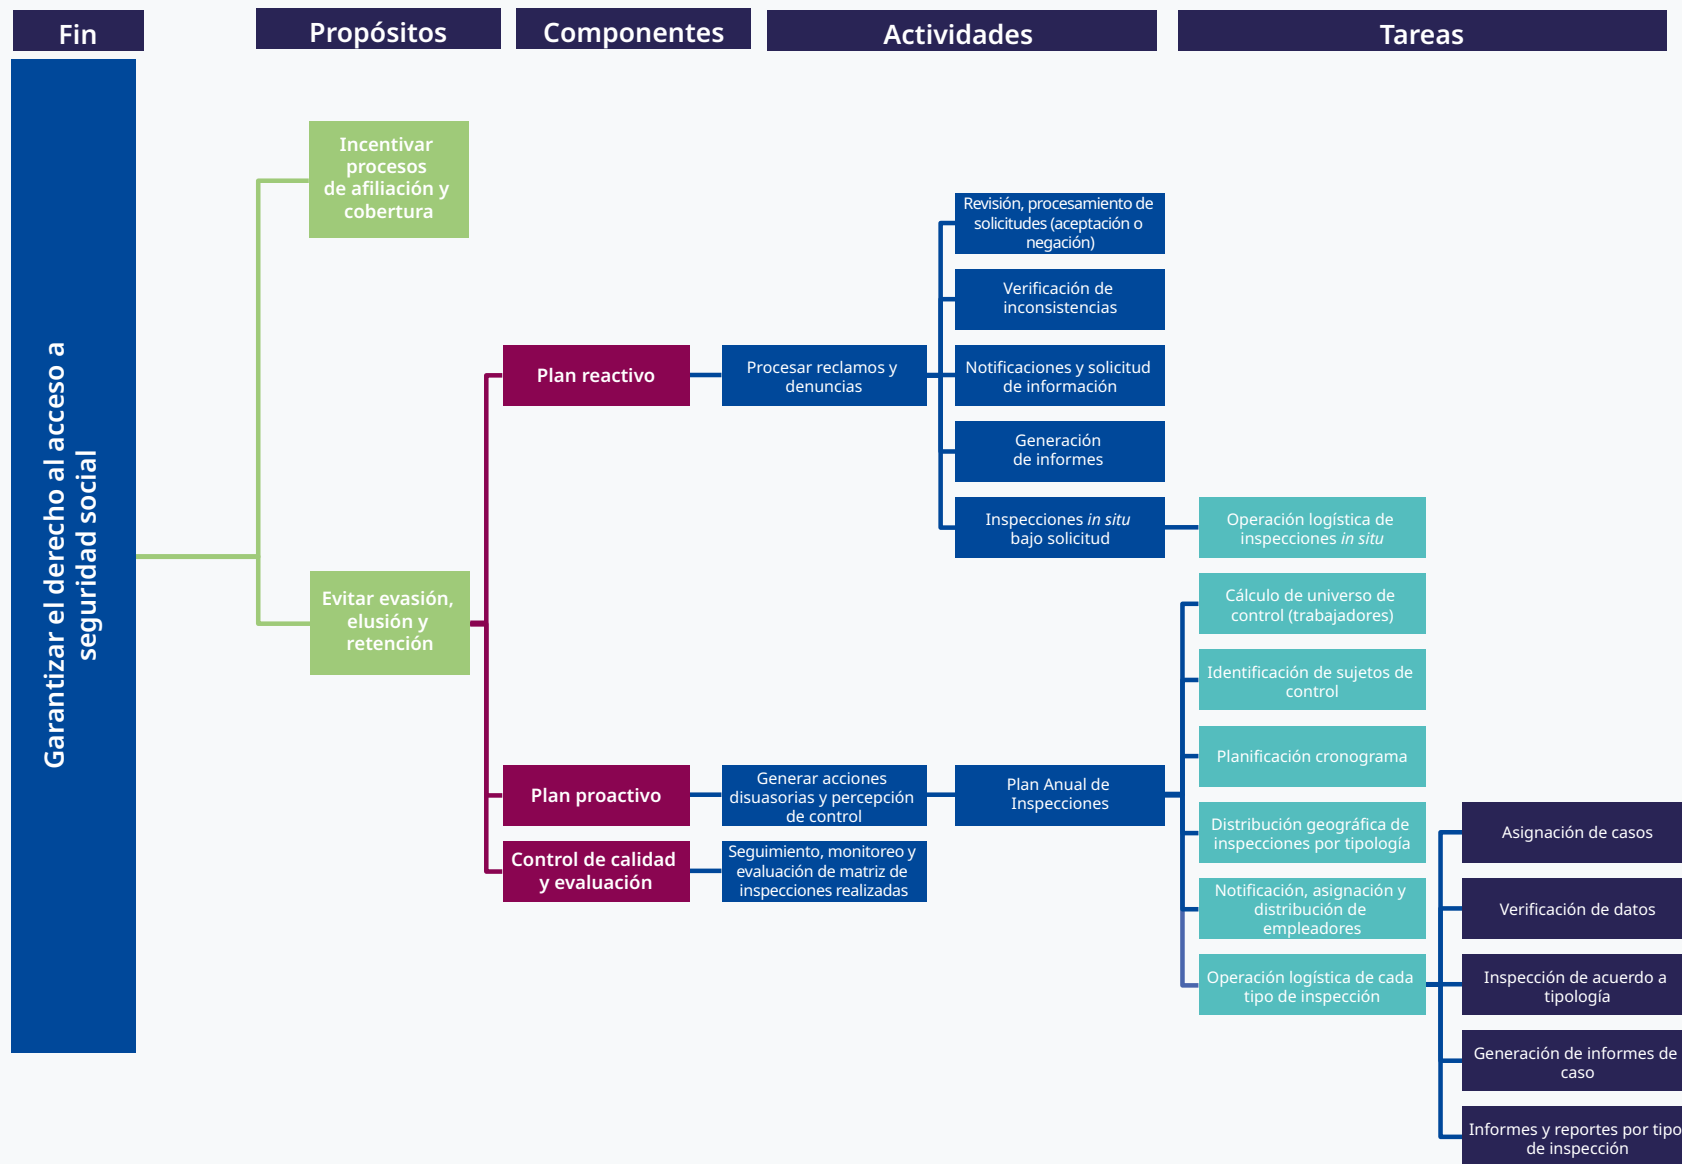 Fin
Propósitos
Componentes
Actividades
Tareas
Garantizar el derecho al acceso a
seguridad social
Incentivar
procesos
de afiliación y
cobertura
Evitar evasión,
elusión y
retención
Plan reactivo
Procesar reclamos y
denuncias
Revisión, procesamiento de
solicitudes (aceptación o
negación)
Verificación de
inconsistencias
Notificaciones y solicitud
de información
Generación
de informes
Inspecciones in situ
bajo solicitud
Operación logística de
inspecciones in situ
Plan proactivo
Generar acciones
disuasorias y percepción
de control
Plan Anual de
Inspecciones
Cálculo de universo de
control (trabajadores)
Identificación de sujetos de
control
Planificación cronograma
Distribución geográfica de
inspecciones por tipología
Notificación, asignación y
distribución de
empleadores
Operación logística de cada
tipo de inspección
Asignación de casos
Verificación de datos
Inspección de acuerdo a
tipología
Generación de informes de
caso
Informes y reportes por tipo
de inspección
Control de calidad
y evaluación
Seguimiento, monitoreo y
evaluación de matriz de
inspecciones realizadas